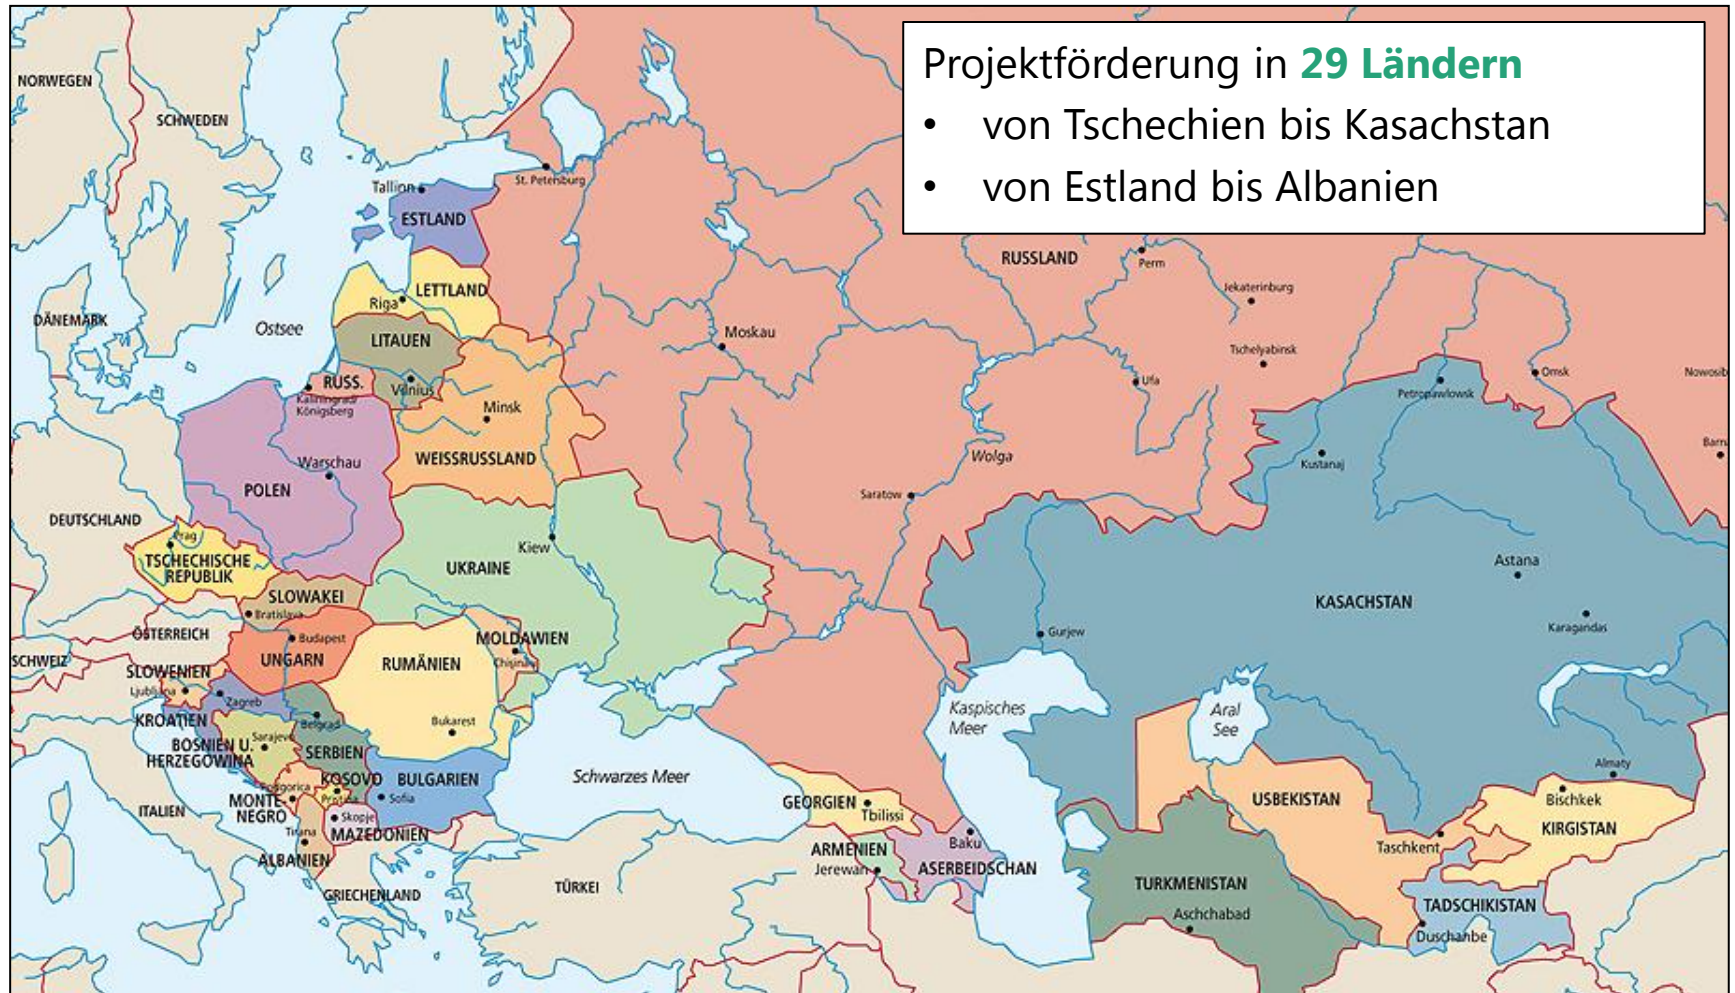 Projektförderung in 29 Ländern
• von Tschechien bis Kasachstan
• von Estland bis Albanien
NORWEGEN
SCHWEDEN
Tallinn
St. Petersburg
ESTLAND
RUSSLAND
Perm
Jekaterinburg
LETTLAND
Riga
DÄNEMARK
Ostsee
LITAUEN
Moskau
Tschelyabinsk
RUSS.
Vilnius
Kaliningrad/
Königsberg
Minsk
Ufa
Omsk
Nowosib
Petropawlowsk
Wolga
Barn
WEISSRUSSLAND
Warschau
Kustanaj
POLEN
Saratow
DEUTSCHLAND
Prag
Kiew
TSCHECHISCHE
REPUBLIK
UKRAINE
Astana
SLOWAKEI
Bratislava
KASACHSTAN
Karagandas
ÖSTERREICH
Budapest
MOLDAWIEN
Gurjew
SCHWEIZ
UNGARN
RUMÄNIEN
Chişinau
SLOWENIEN
Ljubljana
Zagreb
KROATIEN
Belgrad
Bukarest
Kaspisches
Meer
Aral
See
Sarajevo
BOSNIEN U.
HERZEGOWINA
SERBIEN
KOSOVO
BULGARIEN
Schwarzes Meer
Almaty
Podgorica
Priština
Sofia
MONTE-
NEGRO
GEORGIEN
Tbilissi
USBEKISTAN
Bischkek
KIRGISTAN
ITALIEN
Skopje
Tirana
MAZEDONIEN
ALBANIEN
ARMENIEN
Baku
Taschkent
Jerewan
ASERBEIDSCHAN
GRIECHENLAND
TÜRKEI
TURKMENISTAN
Aschchabad
TADSCHIKISTAN
Duschanbe